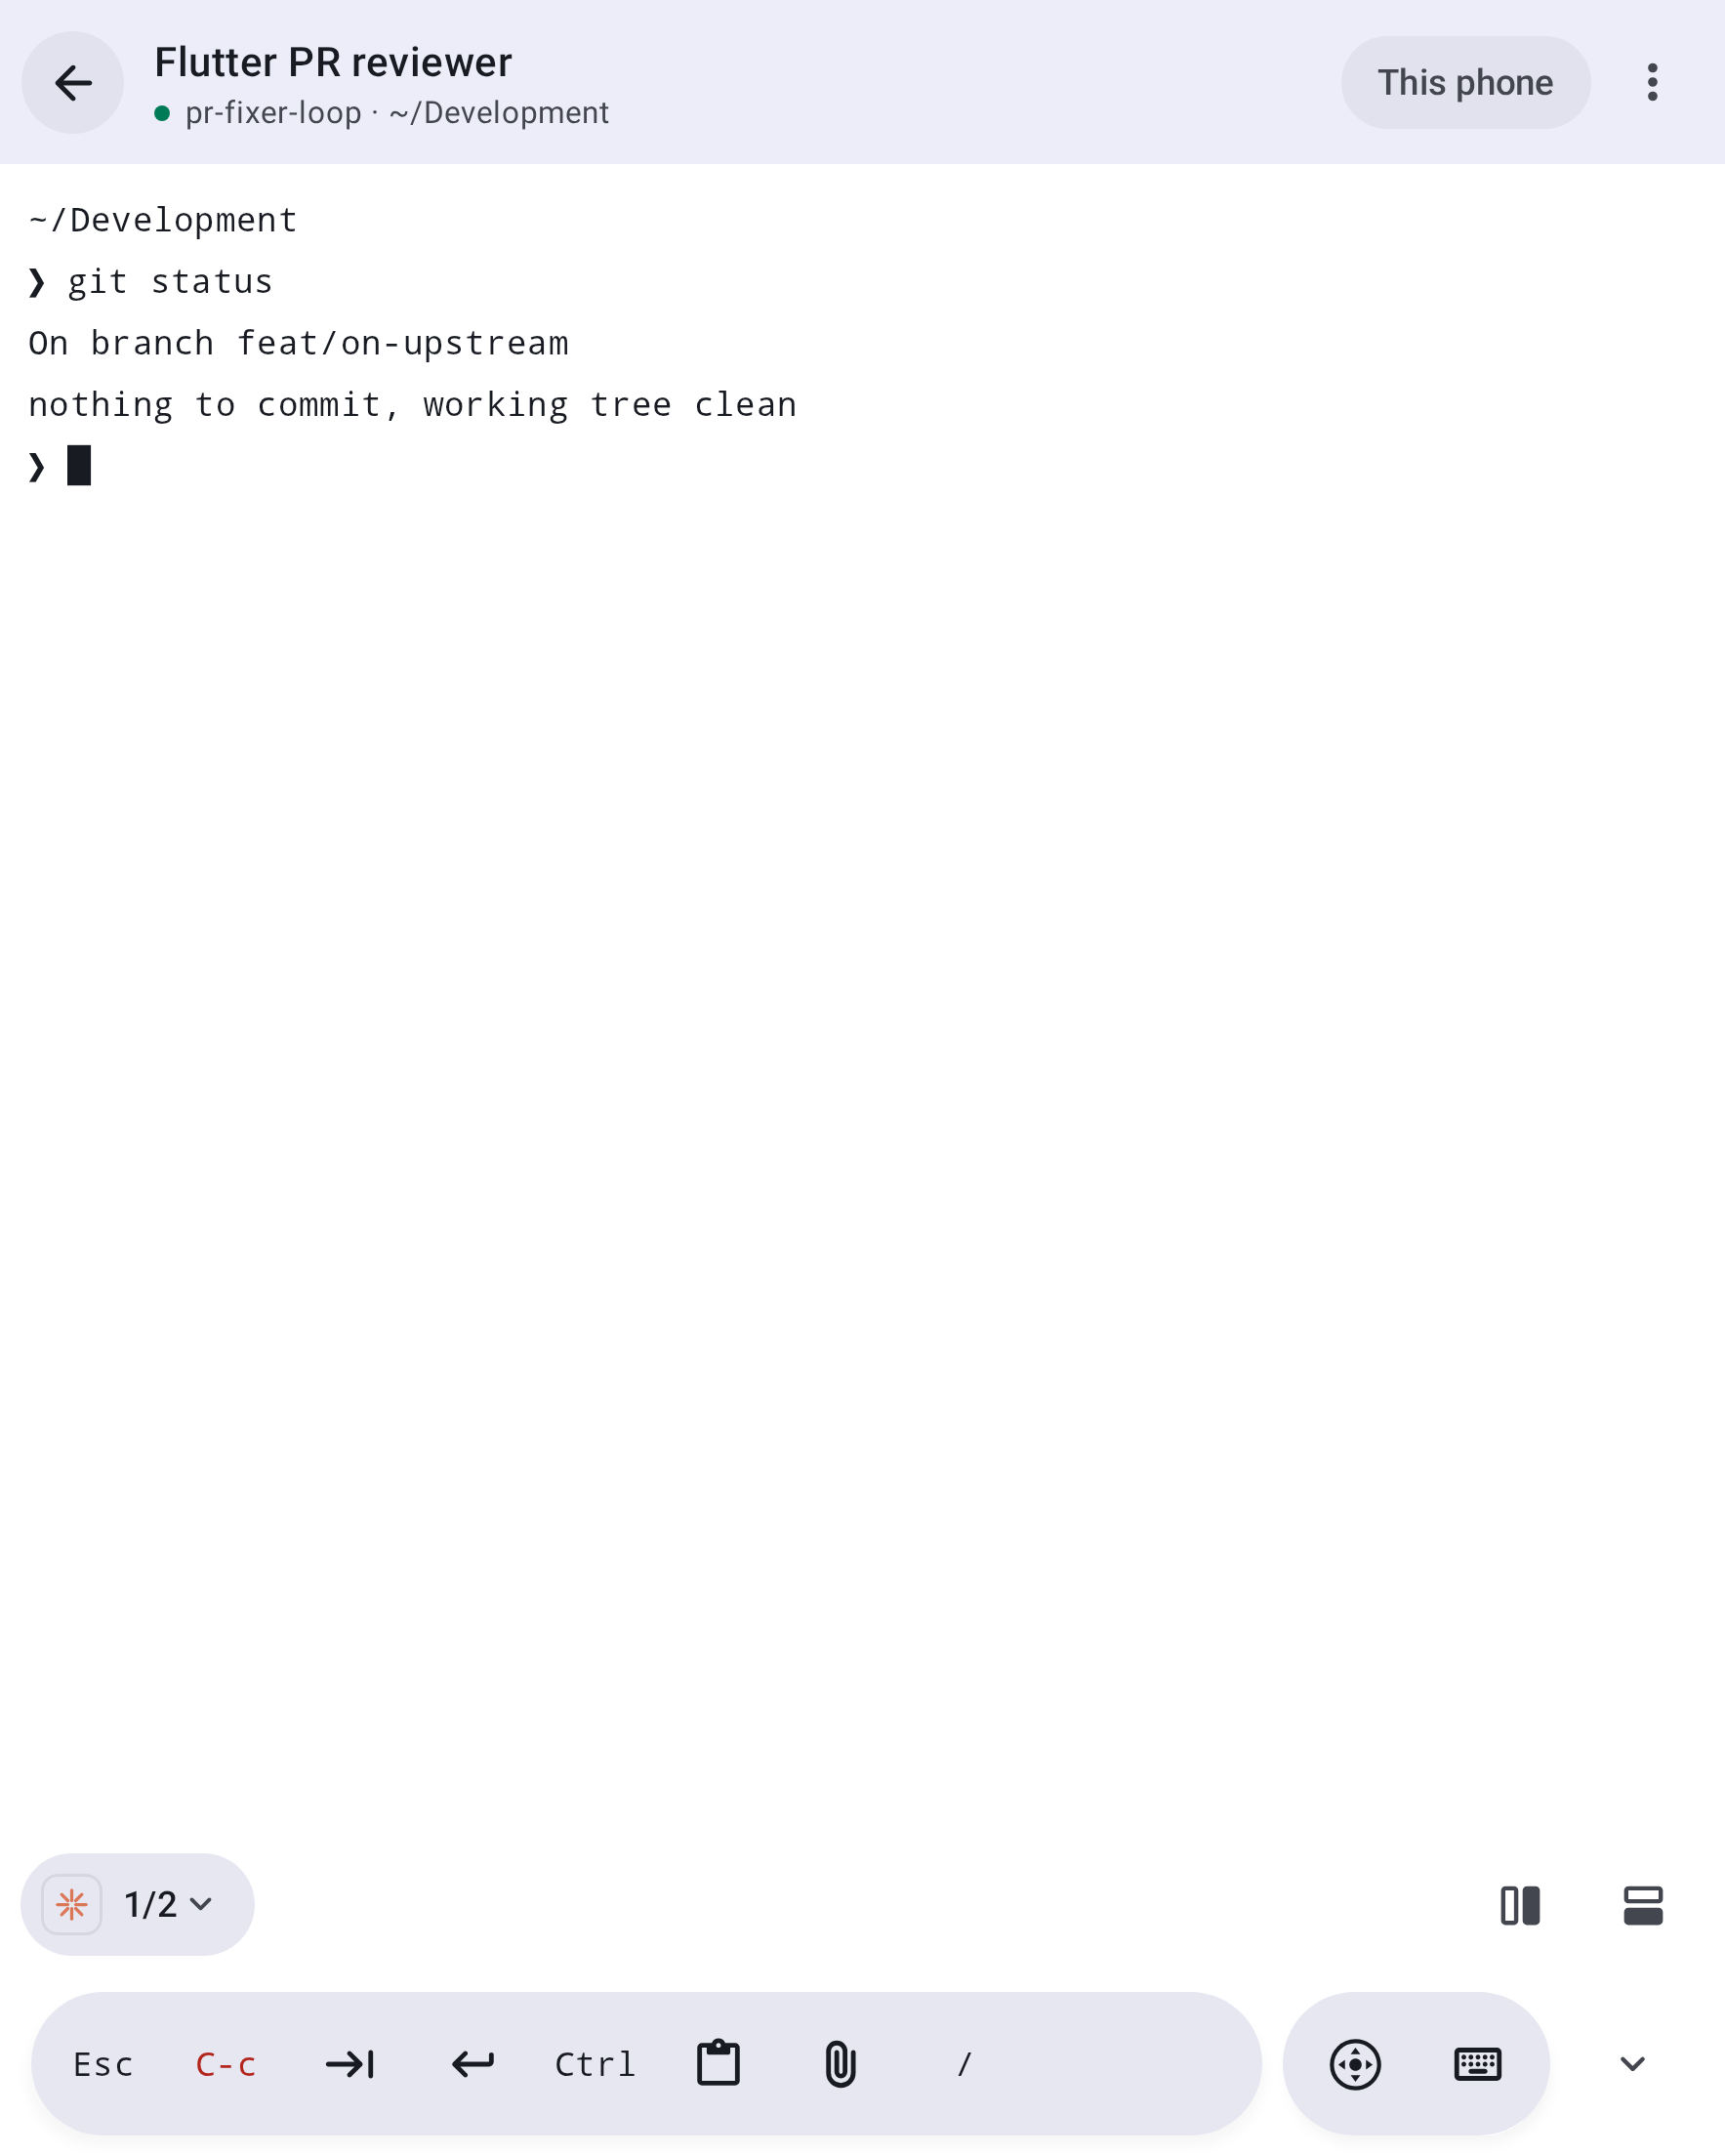 Flutter PR reviewer
pr-fixer-loop · ~/Development
This phone
~/Development
❯ git status
On branch feat/on-upstream
nothing to commit, working tree clean
❯
1/2
Esc C-c Ctrl /